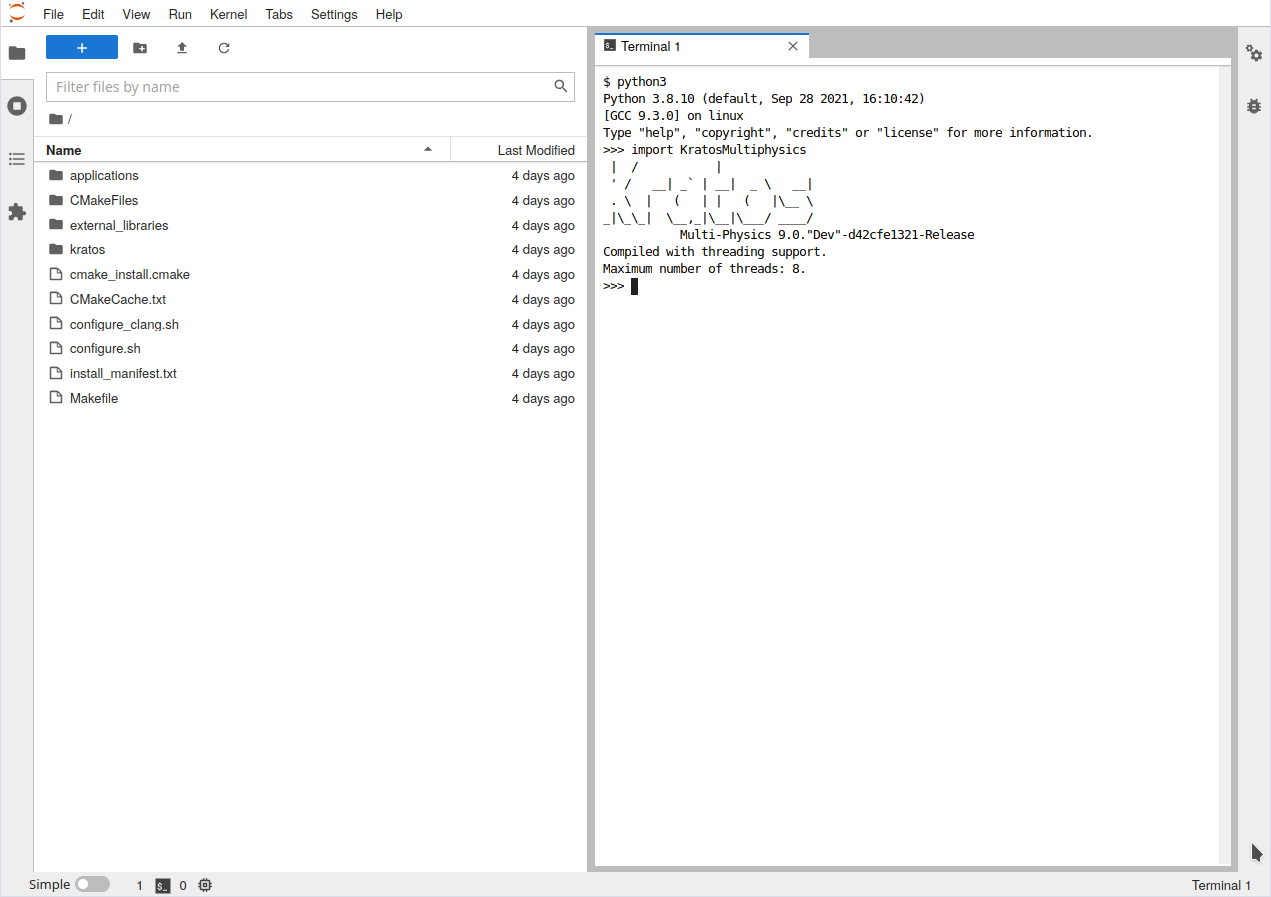 File Edit View Run Kernel Tabs Settings Help
+
Filter files by name
/
Name Last Modified
applications 4 days ago
CMakeFiles 4 days ago
external_libraries 4 days ago
kratos 4 days ago
cmake_install.cmake 4 days ago
CMakeCache.txt 4 days ago
configure_clang.sh 4 days ago
configure.sh 4 days ago
install_manifest.txt 4 days ago
Makefile 4 days ago
Terminal 1
$ python3
Python 3.8.10 (default, Sep 28 2021, 16:10:42)
[GCC 9.3.0] on linux
Type "help", "copyright", "credits" or "license" for more information.
>>> import KratosMultiphysics
 |  /           |
 ' /   __| _` | __|  _ \   __|
 . \  |   (   | |   (   |\__ \
_|\_\_|  \__,_|\__|\___/ ____/
           Multi-Physics 9.0."Dev"-d42cfe1321-Release
Compiled with threading support.
Maximum number of threads: 8.
>>>
Simple 1 $_ 0 Terminal 1